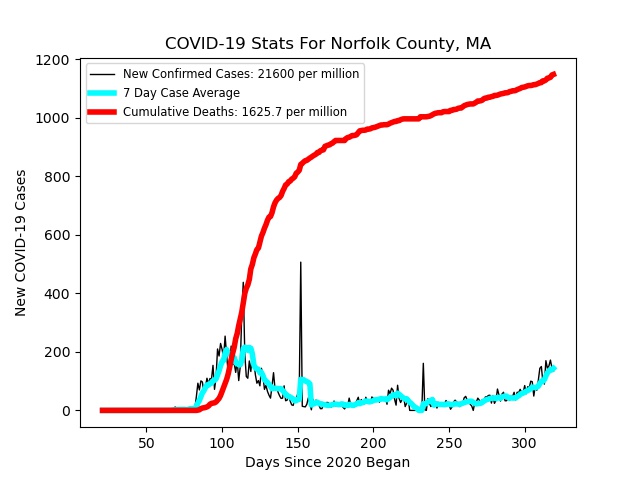 COVID-19 Stats For Norfolk County, MA
New Confirmed Cases: 21600 per million
7 Day Case Average
Cumulative Deaths: 1625.7 per million
New COVID-19 Cases
1200
1000
800
600
400
200
0
50 100 150 200 250 300
Days Since 2020 Began